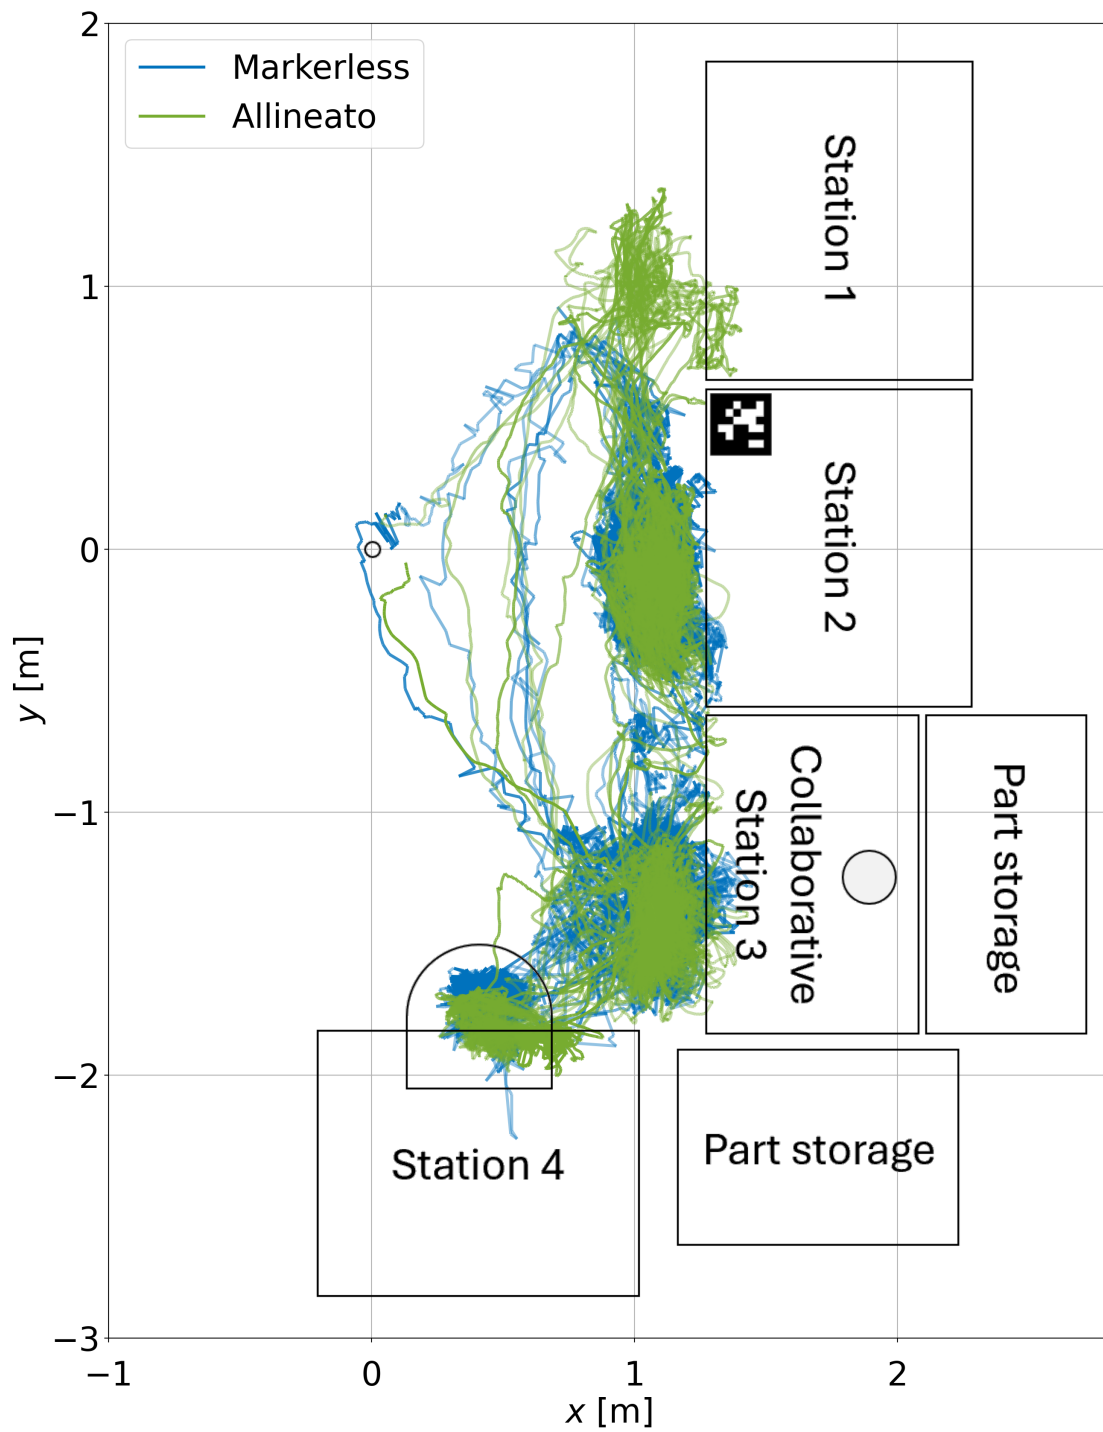 2
Markerless
Allineato
1
0
−1
−2
−3
y [m]
−1
0
1
2
x [m]
Station 1
Station 2
Collaborative
Station 3
Part storage
Station 4
Part storage